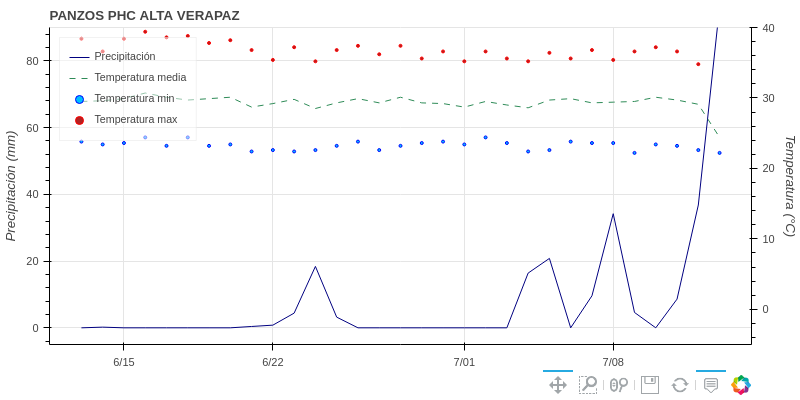 PANZOS PHC ALTA VERAPAZ
Precipitación
Temperatura media
Temperatura min
Temperatura max
Precipitación (mm)
80
60
40
20
0
40
30
20
10
0
Temperatura (°C)
6/15
6/22
7/01
7/08